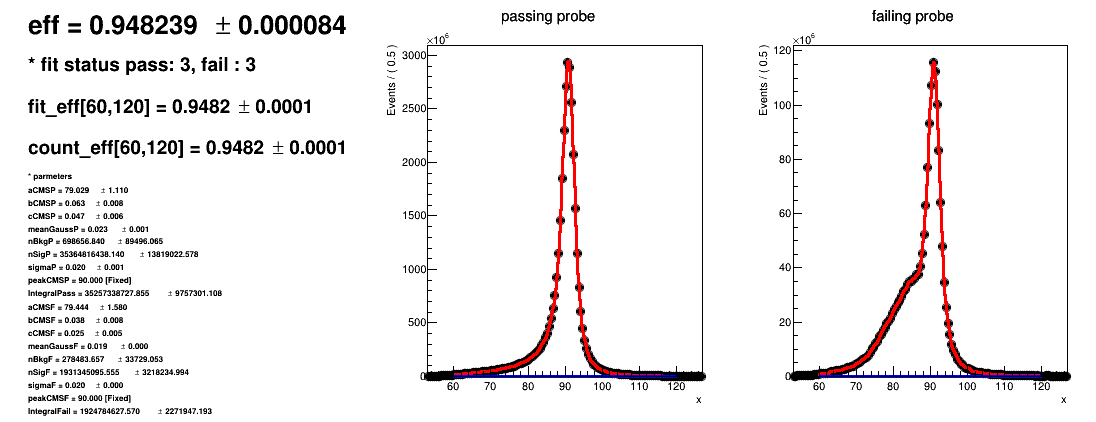 eff = 0.948239 ± 0.000084
* fit status pass: 3, fail : 3
fit_eff[60,120] = 0.9482 ± 0.0001
count_eff[60,120] = 0.9482 ± 0.0001
* parmeters
aCMSP = 79.029 ± 1.110
bCMSP = 0.063 ± 0.008
cCMSP = 0.047 ± 0.006
meanGaussP = 0.023 ± 0.001
nBkgP = 698656.840 ± 89496.065
nSigP = 35364816438.140 ± 13819022.578
sigmaP = 0.020 ± 0.001
peakCMSP = 90.000 [Fixed]
IntegralPass = 35257338727.855 ± 9757301.108
aCMSF = 79.444 ± 1.580
bCMSF = 0.038 ± 0.008
cCMSF = 0.025 ± 0.005
meanGaussF = 0.019 ± 0.000
nBkgF = 278483.657 ± 33729.053
nSigF = 1931345095.555 ± 3218234.994
sigmaF = 0.020 ± 0.000
peakCMSF = 90.000 [Fixed]
IntegralFail = 1924784627.570 ± 2271947.193
passing probe
×10⁶
Events / ( 0.5 )
3000
2500
2000
1500
1000
500
0
60 70 80 90 100 110 120
x
failing probe
×10⁶
Events / ( 0.5 )
120
100
80
60
40
20
0
60 70 80 90 100 110 120
x